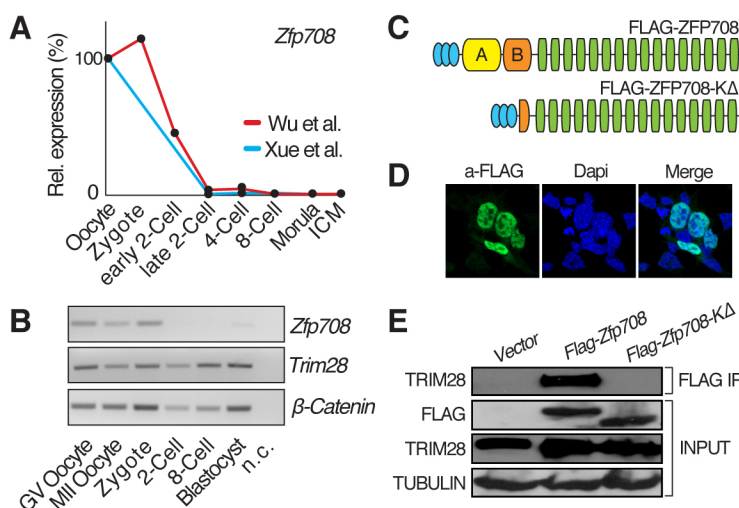 A
Zfp708
Rel. expression (%)
100
0
Wu et al.
Xue et al.
Oocyte
Zygote
early 2-Cell
late 2-Cell
4-Cell
8-Cell
Morula
ICM
B
Zfp708
Trim28
β-Catenin
GV Oocyte
MII Oocyte
Zygote
2-Cell
8-Cell
Blastocyst
n.c.
C
FLAG-ZFP708
A B
FLAG-ZFP708-KΔ
D
a-FLAG Dapi Merge
E
Vector
Flag-Zfp708
Flag-Zfp708-KΔ
TRIM28 FLAG IP
FLAG
TRIM28 INPUT
TUBULIN